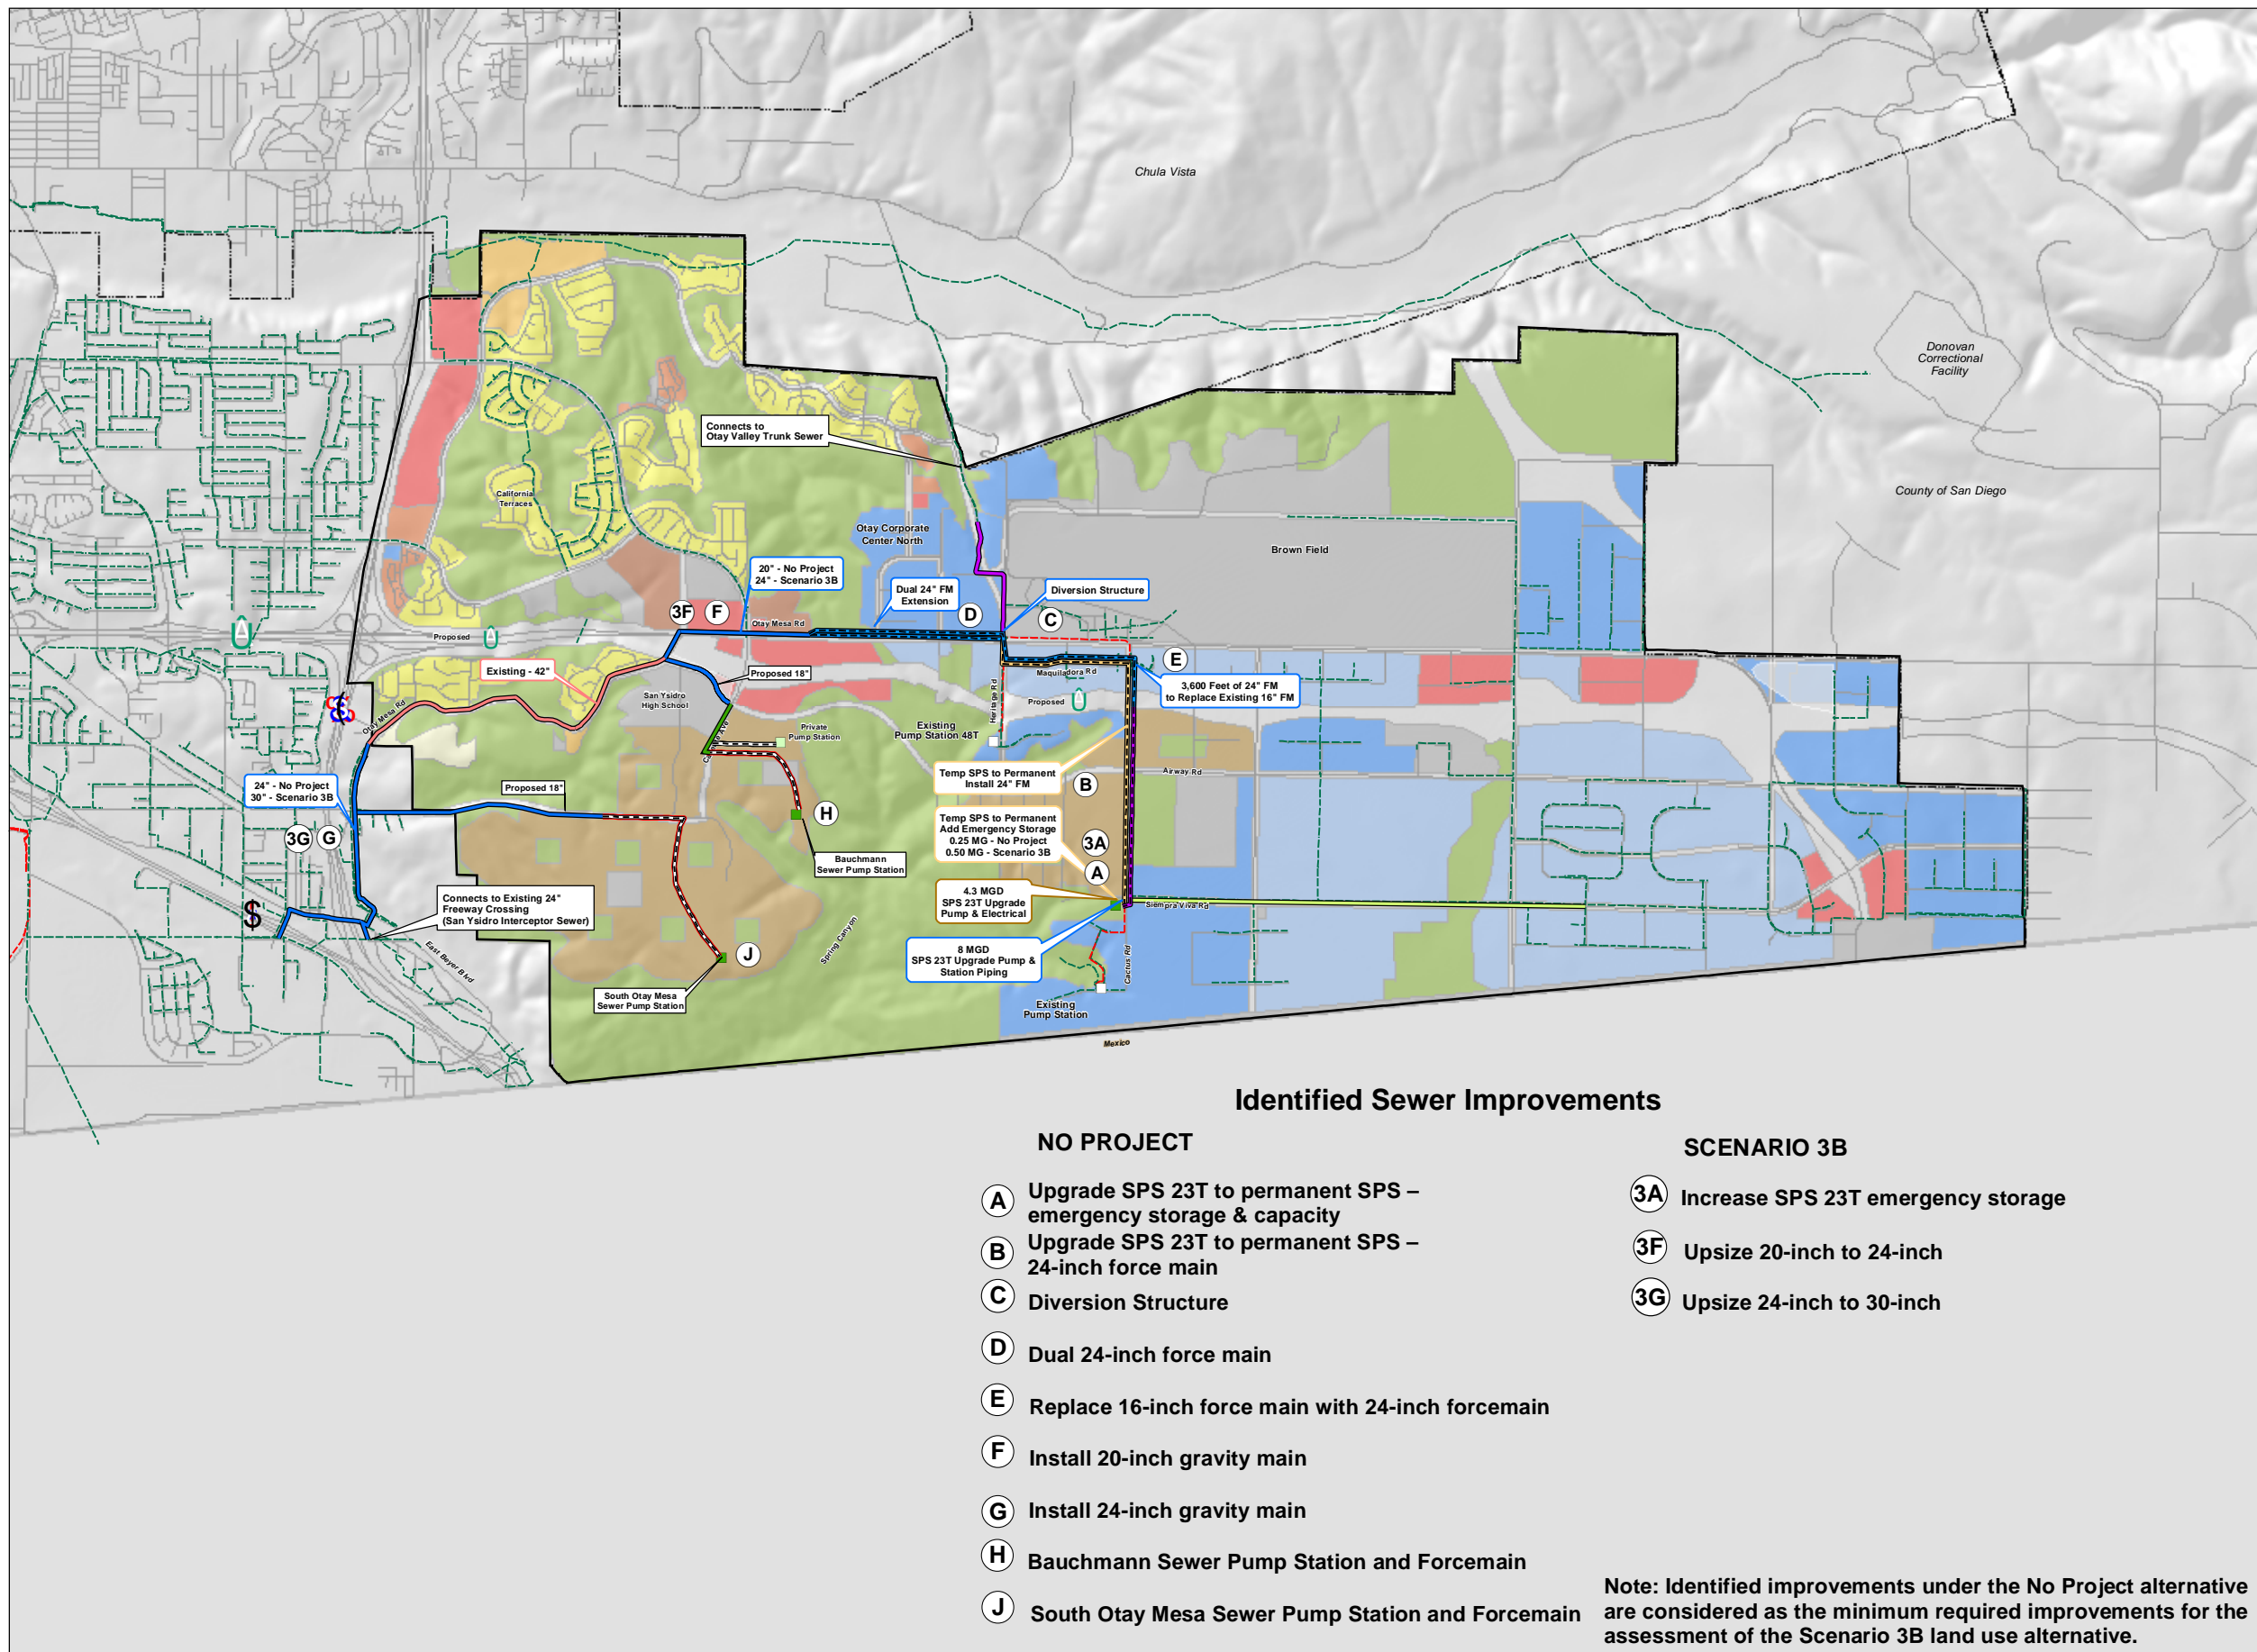 Chula Vista
Donovan
Correctional
Facility
County of San Diego
Connects to
Otay Valley Trunk Sewer
California
Terraces
Otay Corporate
Center North
Brown Field
20" - No Project
24" - Scenario 3B
Dual 24" FM
Extension
Diversion Structure
3F
F
D
C
Otay Mesa Rd
Proposed
Existing - 42"
Proposed 18"
E
Maquiladora Rd
3,600 Feet of 24" FM
to Replace Existing 16" FM
San Ysidro
High School
Otay Mesa Rd
Heritage Rd
Proposed
Private
Pump Station
Existing
Pump Station 48T
Airway Rd
Temp SPS to Permanent
Install 24" FM
B
24" - No Project
30" - Scenario 3B
Proposed 18"
H
3G
G
Temp SPS to Permanent
Add Emergency Storage
0.25 MG - No Project
0.50 MG - Scenario 3B
3A
A
Bauchmann
Sewer Pump Station
4.3 MGD
SPS 23T Upgrade
Pump & Electrical
Siempra Viva Rd
Connects to Existing 24"
Freeway Crossing
(San Ysidro Interceptor Sewer)
$
East Beyer Blvd
Spring Canyon
J
8 MGD
SPS 23T Upgrade Pump &
Station Piping
Cactus Rd
South Otay Mesa
Sewer Pump Station
Existing
Pump Station
Mexico
Identified Sewer Improvements
NO PROJECT
A Upgrade SPS 23T to permanent SPS –
emergency storage & capacity
B Upgrade SPS 23T to permanent SPS –
24-inch force main
C Diversion Structure
D Dual 24-inch force main
E Replace 16-inch force main with 24-inch forcemain
F Install 20-inch gravity main
G Install 24-inch gravity main
H Bauchmann Sewer Pump Station and Forcemain
J South Otay Mesa Sewer Pump Station and Forcemain
SCENARIO 3B
3A Increase SPS 23T emergency storage
3F Upsize 20-inch to 24-inch
3G Upsize 24-inch to 30-inch
Note: Identified improvements under the No Project alternative
are considered as the minimum required improvements for the
assessment of the Scenario 3B land use alternative.